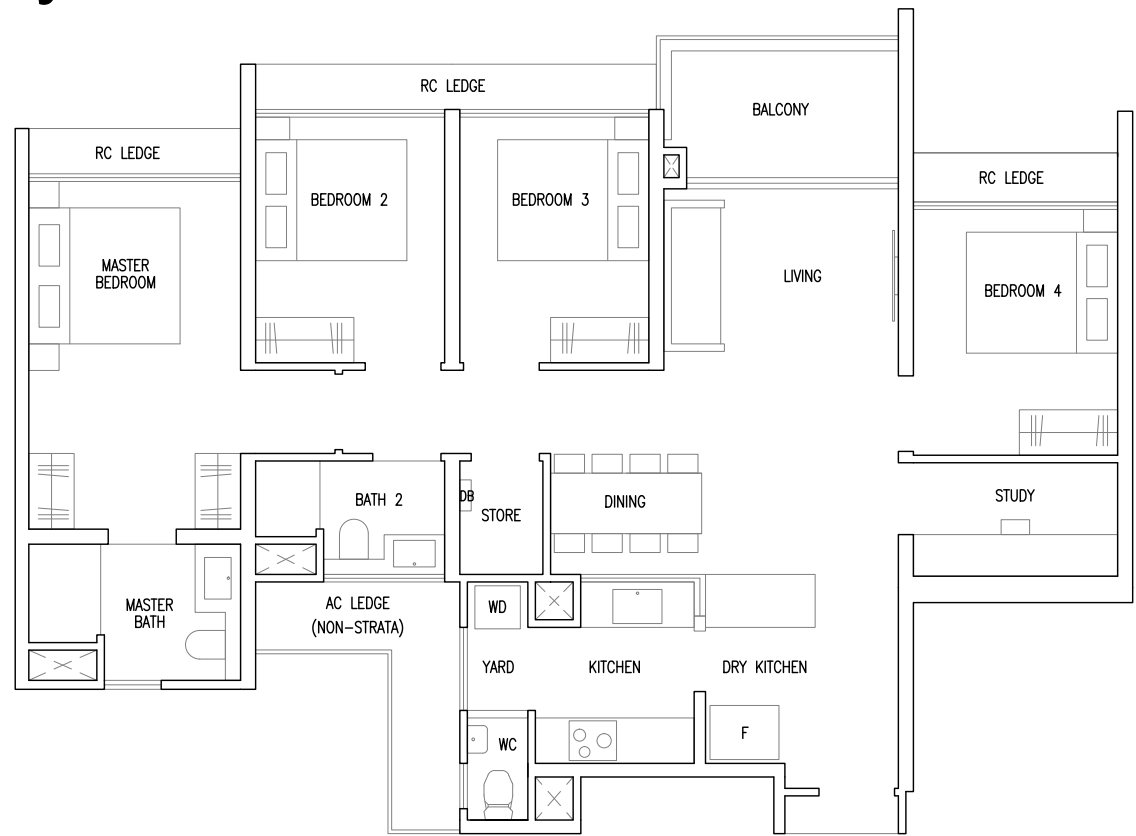 RC LEDGE
BALCONY
RC LEDGE
RC LEDGE
BEDROOM 2
BEDROOM 3
MASTER
BEDROOM
LIVING
BEDROOM 4
DB
BATH 2
STORE
DINING
STUDY
AC LEDGE
(NON-STRATA)
MASTER
BATH
WD
YARD
KITCHEN
DRY KITCHEN
WC
F